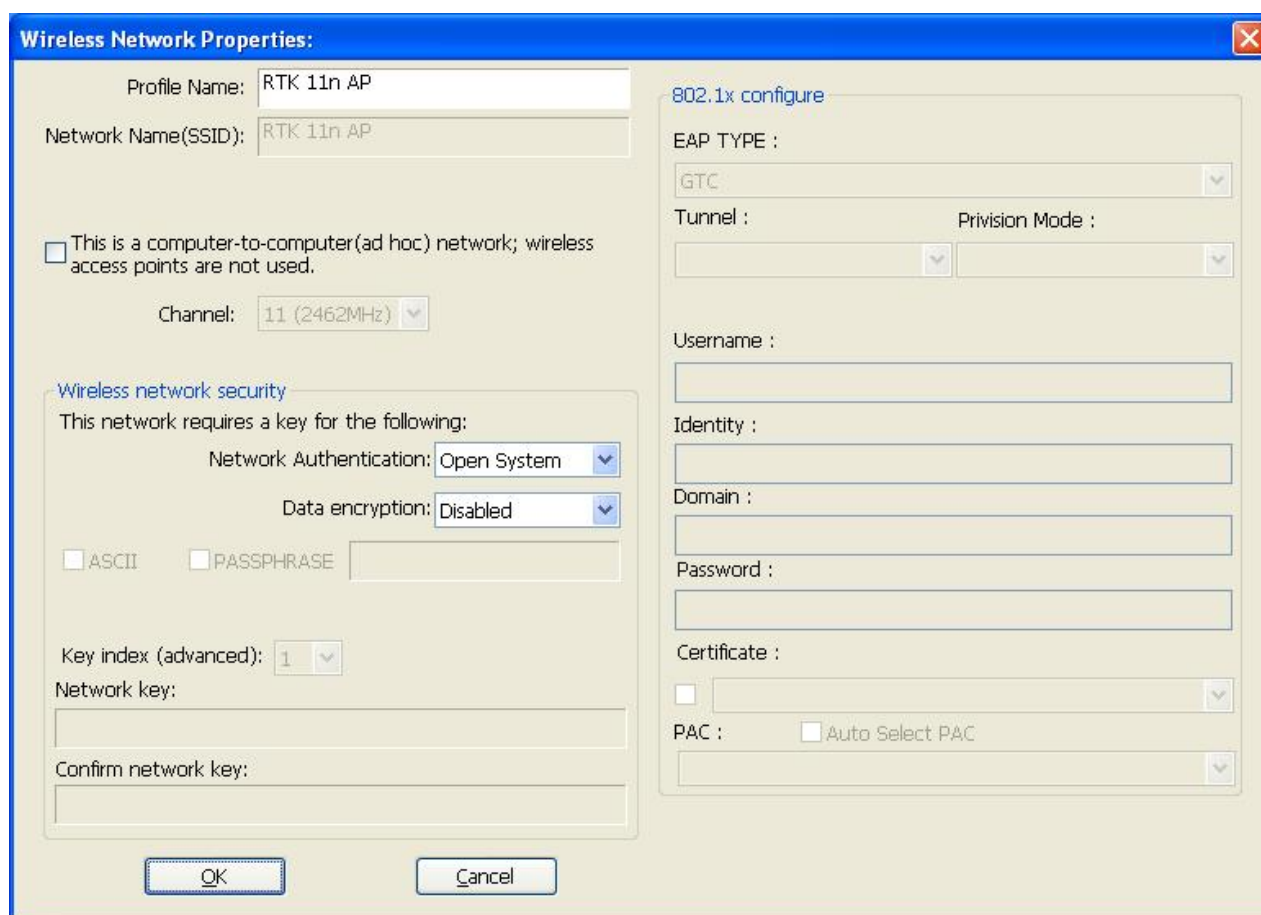 Wireless Network Properties:
Profile Name: RTK 11n AP
Network Name(SSID): RTK 11n AP
This is a computer-to-computer(ad hoc) network; wireless
access points are not used.
Channel: 11 (2462MHz)
Wireless network security
This network requires a key for the following:
Network Authentication: Open System
Data encryption: Disabled
ASCII PASSPHRASE
Key index (advanced): 1
Network key:
Confirm network key:
OK Cancel
802.1x configure
EAP TYPE :
GTC
Tunnel : Privision Mode :
Username :
Identity :
Domain :
Password :
Certificate :
PAC : Auto Select PAC